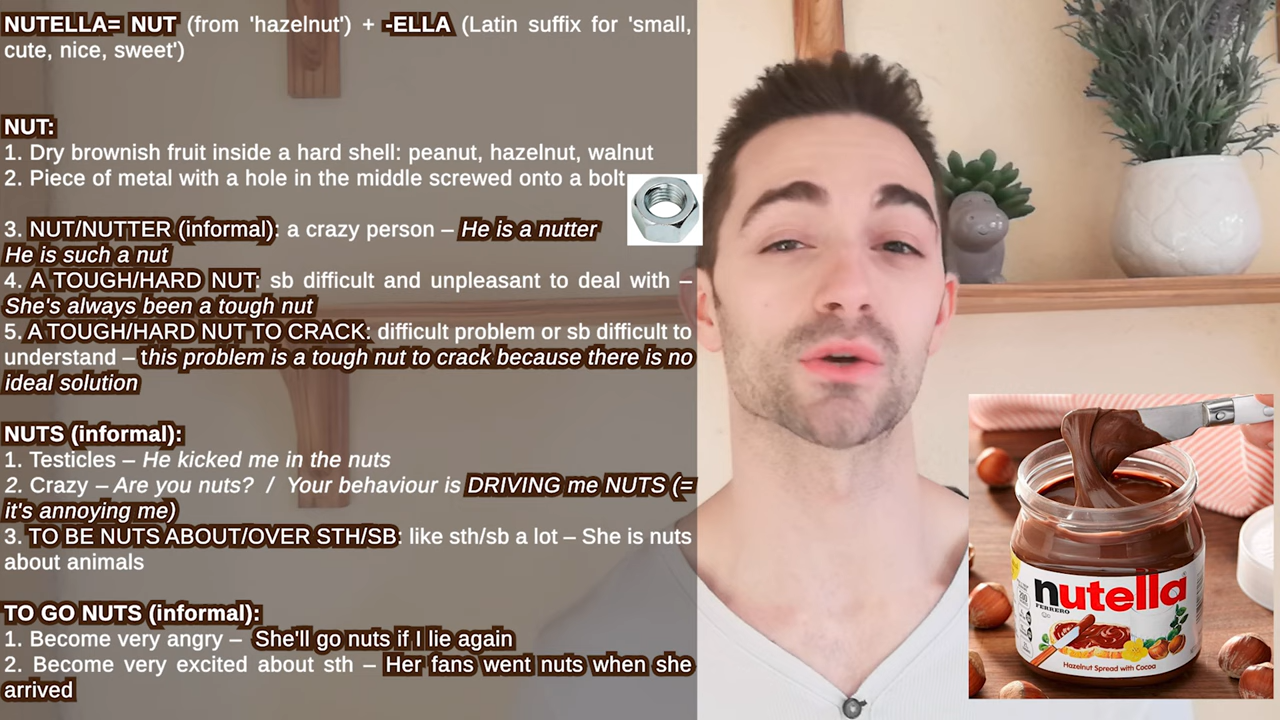 NUTELLA= NUT (from 'hazelnut') + -ELLA (Latin suffix for 'small,
cute, nice, sweet')
NUT:
1. Dry brownish fruit inside a hard shell: peanut, hazelnut, walnut
2. Piece of metal with a hole in the middle screwed onto a bolt
3. NUT/NUTTER (informal): a crazy person – He is a nutter
He is such a nut
4. A TOUGH/HARD NUT: sb difficult and unpleasant to deal with –
She's always been a tough nut
5. A TOUGH/HARD NUT TO CRACK: difficult problem or sb difficult to
understand – this problem is a tough nut to crack because there is no
ideal solution
NUTS (informal):
1. Testicles – He kicked me in the nuts
2. Crazy – Are you nuts? / Your behaviour is DRIVING me NUTS (=
it's annoying me)
3. TO BE NUTS ABOUT/OVER STH/SB: like sth/sb a lot – She is nuts
about animals
TO GO NUTS (informal):
1. Become very angry – She'll go nuts if I lie again
2. Become very excited about sth – Her fans went nuts when she
arrived
nutella
FERRERO
Hazelnut Spread with Cocoa